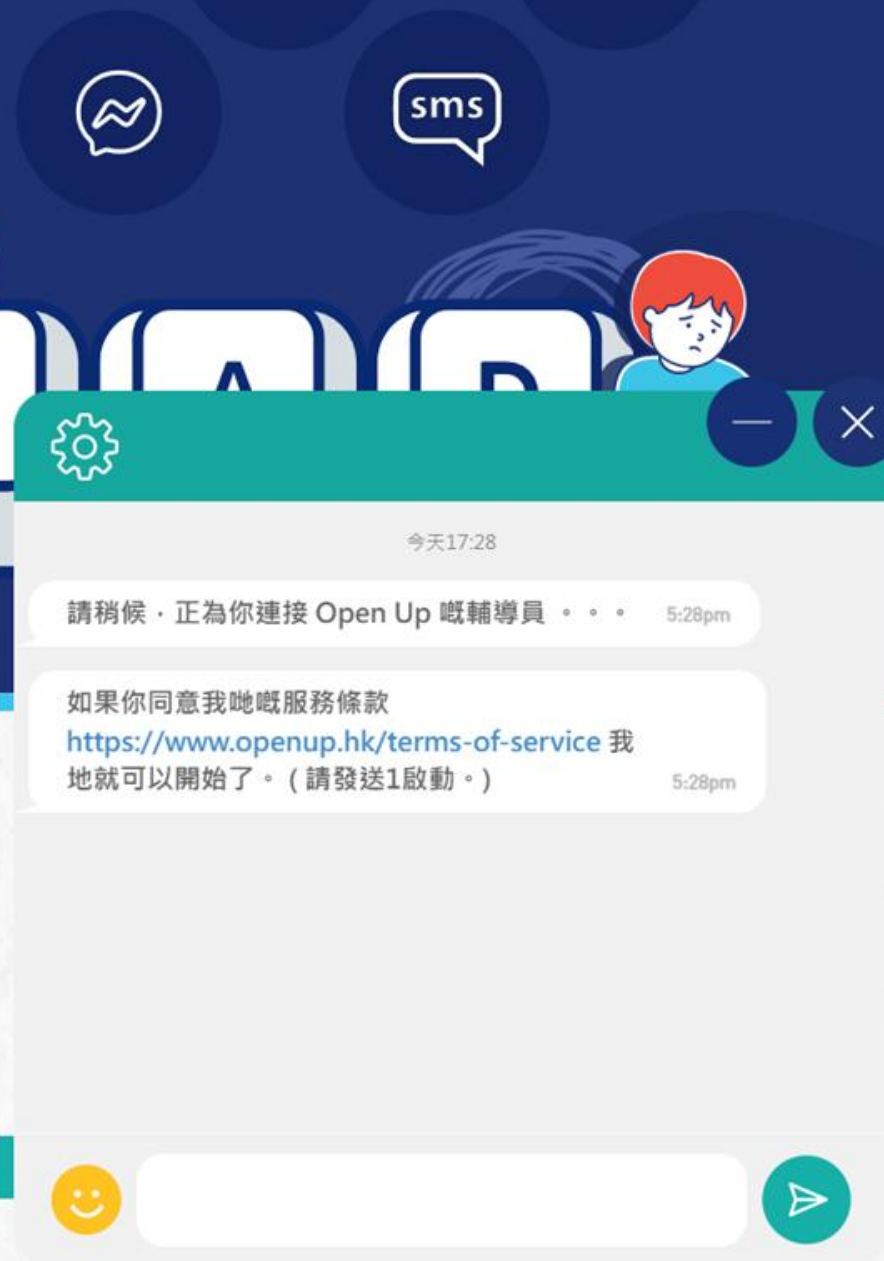 sms
A D
今天17:28
請稍候，正為你連接 Open Up 嘅輔導員 。。。 5:28pm
如果你同意我哋嘅服務條款
https://www.openup.hk/terms-of-service 我
地就可以開始了。(請發送1啟動。) 5:28pm